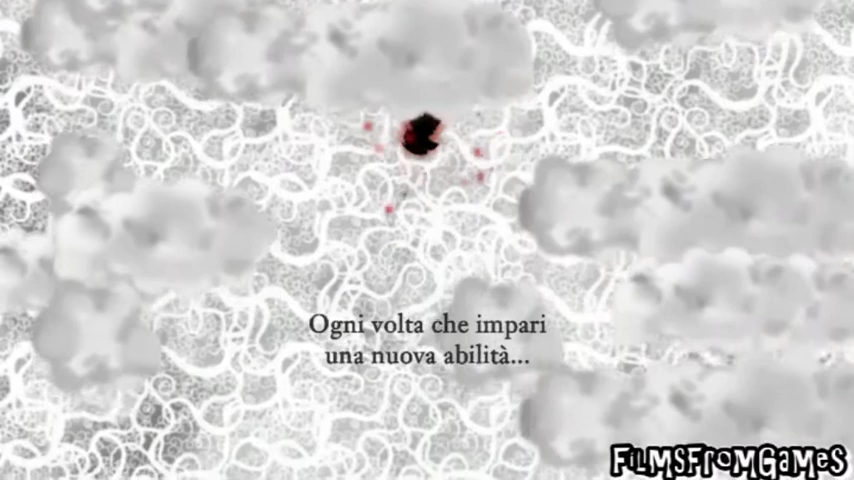 Ogni volta che impari
una nuova abilità...
FiLMSFrOMGaMeS